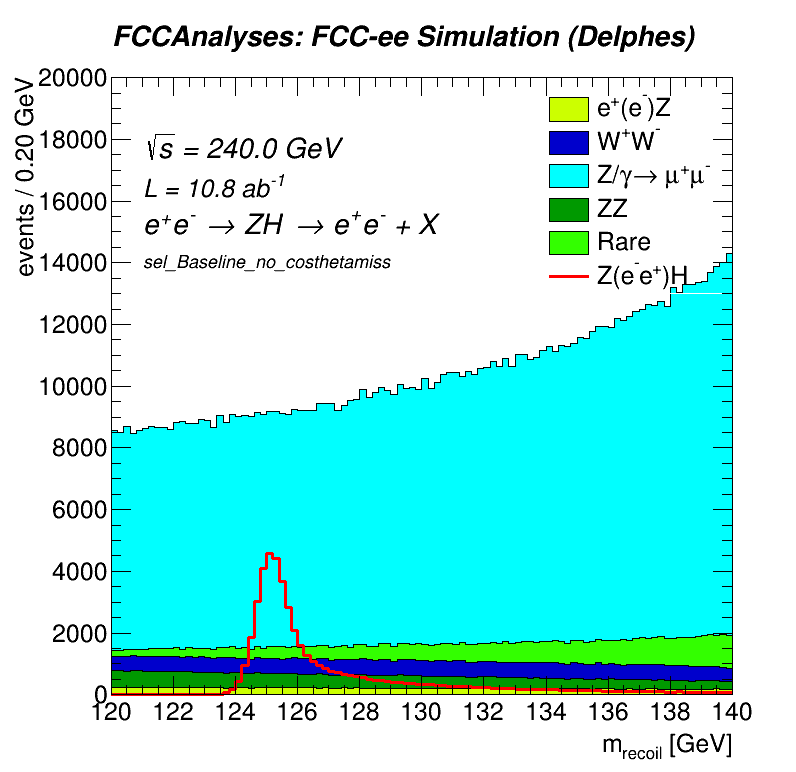 FCCAnalyses: FCC-ee Simulation (Delphes)
events / 0.20 GeV
20000
18000
16000
14000
12000
10000
8000
6000
4000
2000
0
√s = 240.0 GeV
L = 10.8 ab⁻¹
e⁺e⁻ → ZH → e⁺e⁻ + X
sel_Baseline_no_costhetamiss
e⁺(e⁻)Z
W⁺W⁻
Z/γ→ μ⁺μ⁻
ZZ
Rare
Z(e⁻e⁺)H
120 122 124 126 128 130 132 134 136 138 140
m_recoil [GeV]